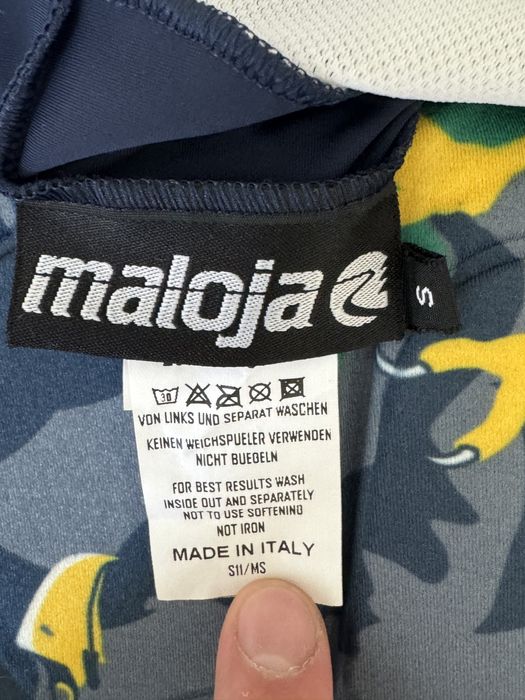 maloja
S
30
VON LINKS UND SEPARAT WASCHEN
KEINEN WEICHSPUELER VERWENDEN
NICHT BUEGELN
FOR BEST RESULTS WASH
INSIDE OUT AND SEPARATELY
NOT TO USE SOFTENING
NOT IRON
MADE IN ITALY
S11/MS